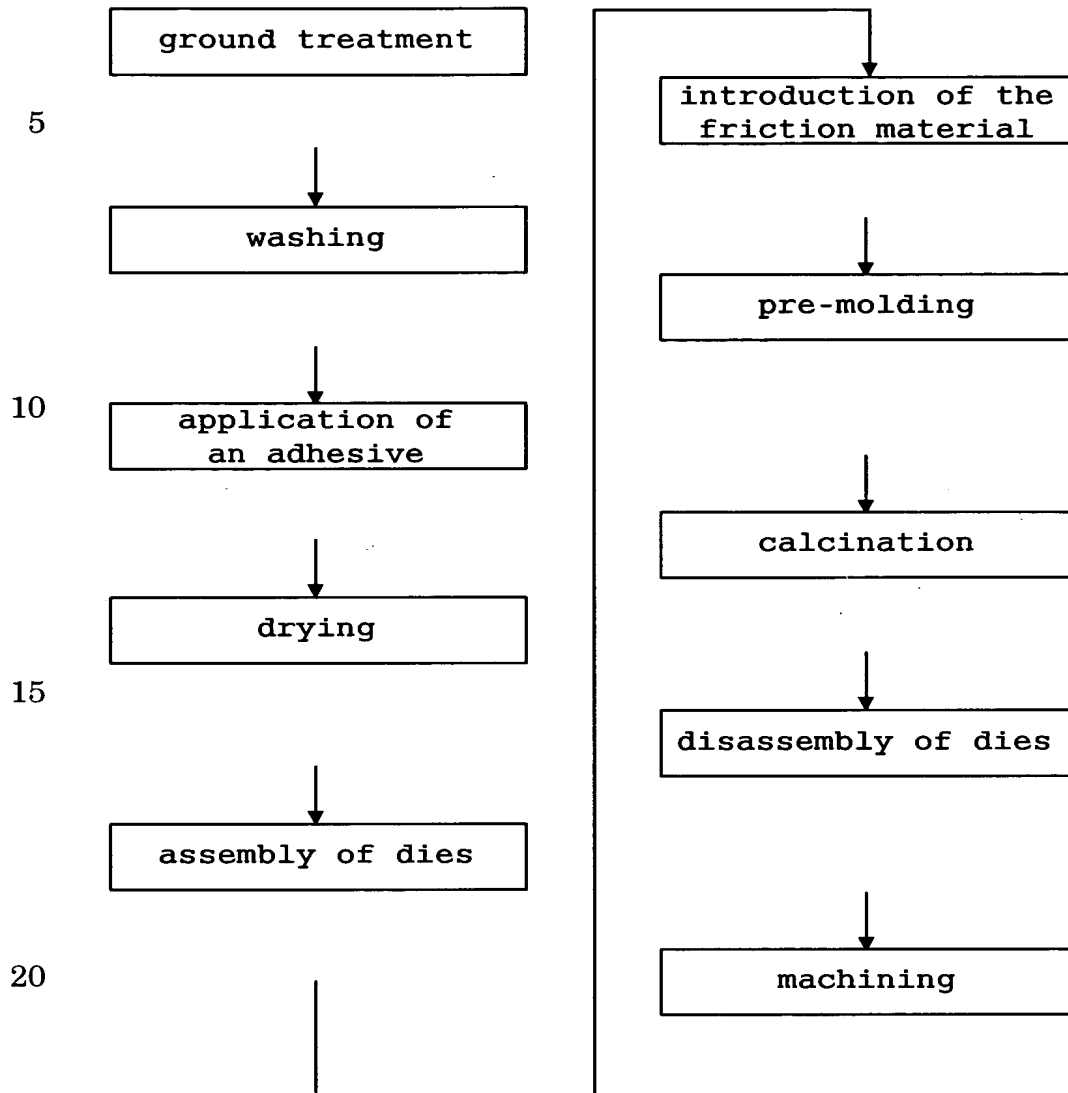 ground treatment
5
washing
10
application of
an adhesive
drying
15
assembly of dies
20
introduction of the
friction material
pre-molding
calcination
disassembly of dies
machining